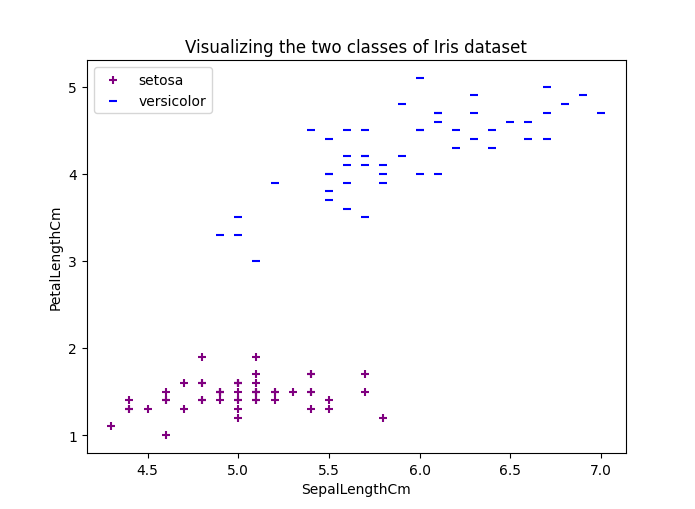 Visualizing the two classes of Iris dataset
setosa
versicolor
PetalLengthCm
5
4
3
2
1
4.5 5.0 5.5 6.0 6.5 7.0
SepalLengthCm